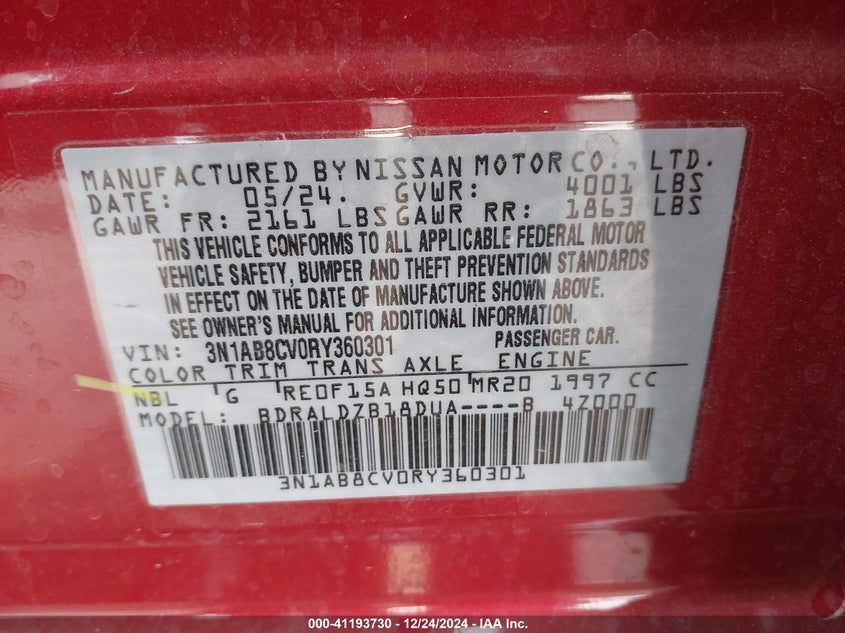 MANUFACTURED BY NISSAN MOTOR CO., LTD.
DATE: 05/24. GVWR: 4001 LBS
GAWR FR: 2161 LBS GAWR RR: 1863 LBS
THIS VEHICLE CONFORMS TO ALL APPLICABLE FEDERAL MOTOR
VEHICLE SAFETY, BUMPER AND THEFT PREVENTION STANDARDS
IN EFFECT ON THE DATE OF MANUFACTURE SHOWN ABOVE.
SEE OWNER'S MANUAL FOR ADDITIONAL INFORMATION.
VIN: 3N1AB8CV0RY360301 PASSENGER CAR.
COLOR TRIM TRANS AXLE ENGINE
NBL G RE0F15A HQ50 MR20 1997 CC
MODEL: BDRALDZB18DUA----B 4Z000
3N1AB8CV0RY360301
000-41193730 - 12/24/2024 - IAA Inc.